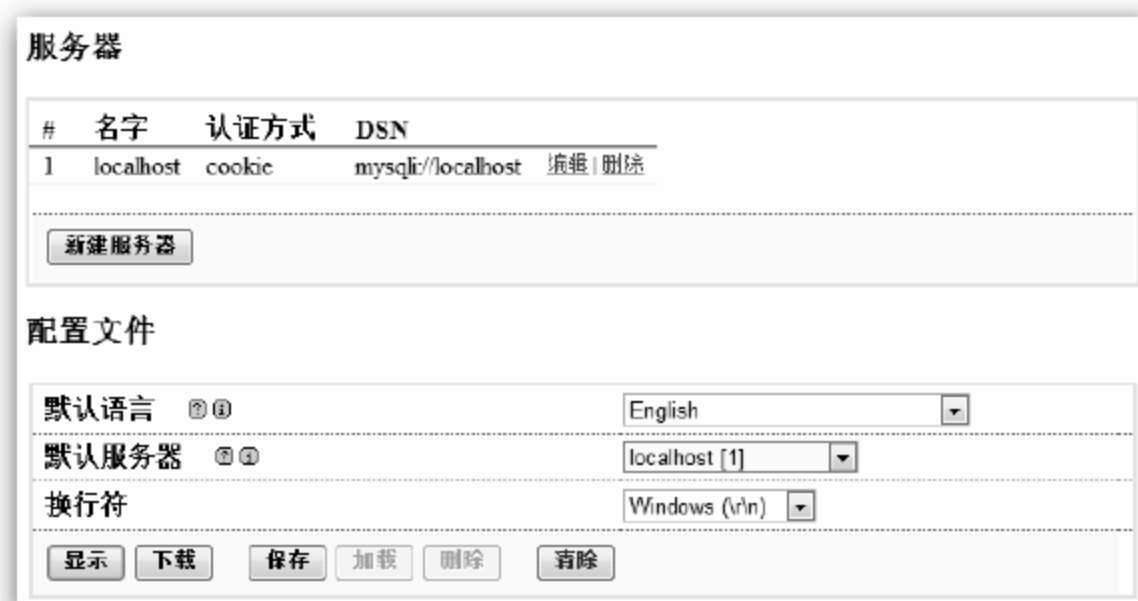 服务器
# 名字 认证方式 DSN
1 localhost cookie mysqli://localhost 编辑 | 删除
新建服务器
配置文件
默认语言 English
默认服务器 localhost [1]
换行符 Windows (\r\n)
显示 下载 保存 加载 删除 清除